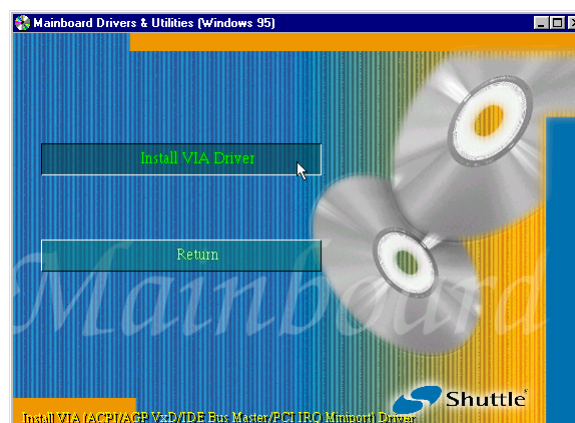 Mainboard Drivers & Utilities (Windows 95)
Install VIA Driver
Return
Mainboard
Shuttle
Install VIA (ACPI/AGP VxD/IDE Bus Master/PCI IRQ Miniport) Driver